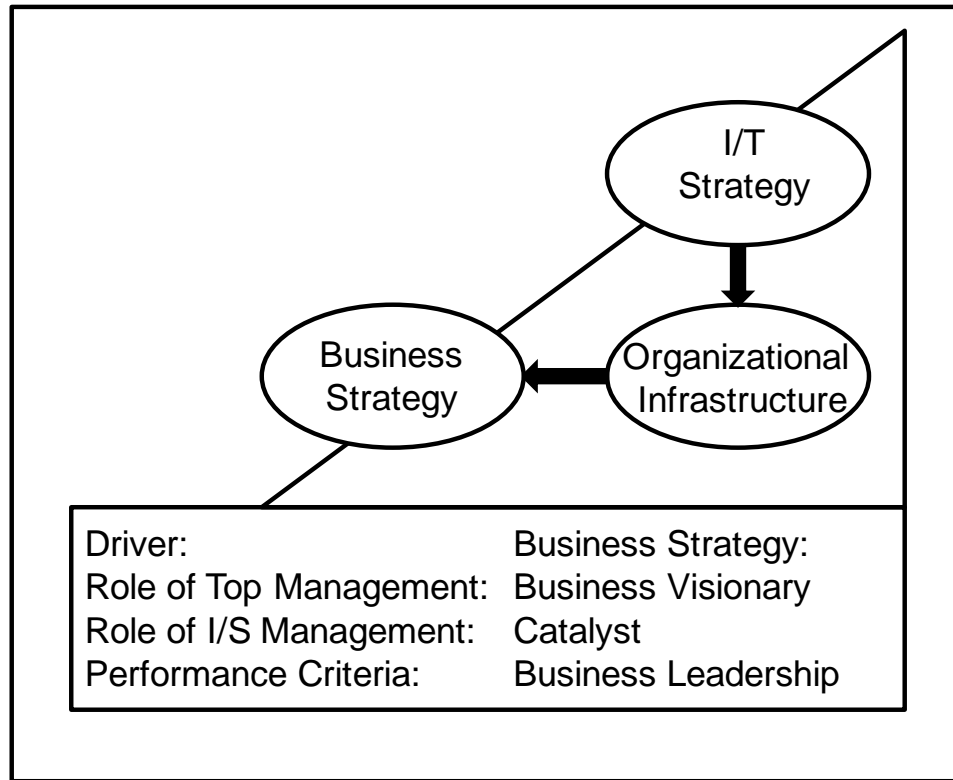 I/T
Strategy
Business
Strategy
Organizational
Infrastructure
Driver: Business Strategy:
Role of Top Management: Business Visionary
Role of I/S Management: Catalyst
Performance Criteria: Business Leadership